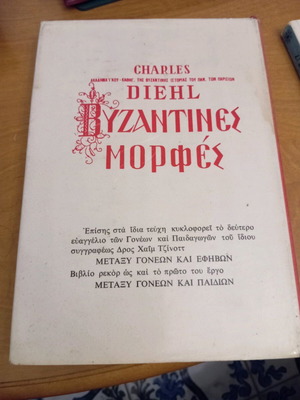 CHARLES
ΑΚΑΔΗΜΑΪΚΟΥ-ΚΑΘΗΓ. ΤΗΣ ΒΥΖΑΝΤΙΝΗΣ ΙΣΤΟΡΙΑΣ ΤΟΥ ΠΑΝ. ΤΩΝ ΠΑΡΙΣΙΩΝ
DIEHL
ΒΥΖΑΝΤΙΝΕΣ
ΜΟΡΦΕΣ
Ἐπίσης στά ἴδια τεύχη κυκλοφορεῖ τό δεύτερο
εὐαγγέλιο τῶν Γονέων καί Παιδαγωγῶν τοῦ ἴδιου
συγγραφέως Δρος Χαῒμ Τζίνοττ
ΜΕΤΑΞΥ ΓΟΝΕΩΝ ΚΑΙ ΕΦΗΒΩΝ
Βιβλίο ρεκόρ ὡς καί τό πρῶτο του ἔργο
ΜΕΤΑΞΥ ΓΟΝΕΩΝ ΚΑΙ ΠΑΙΔΙΩΝ